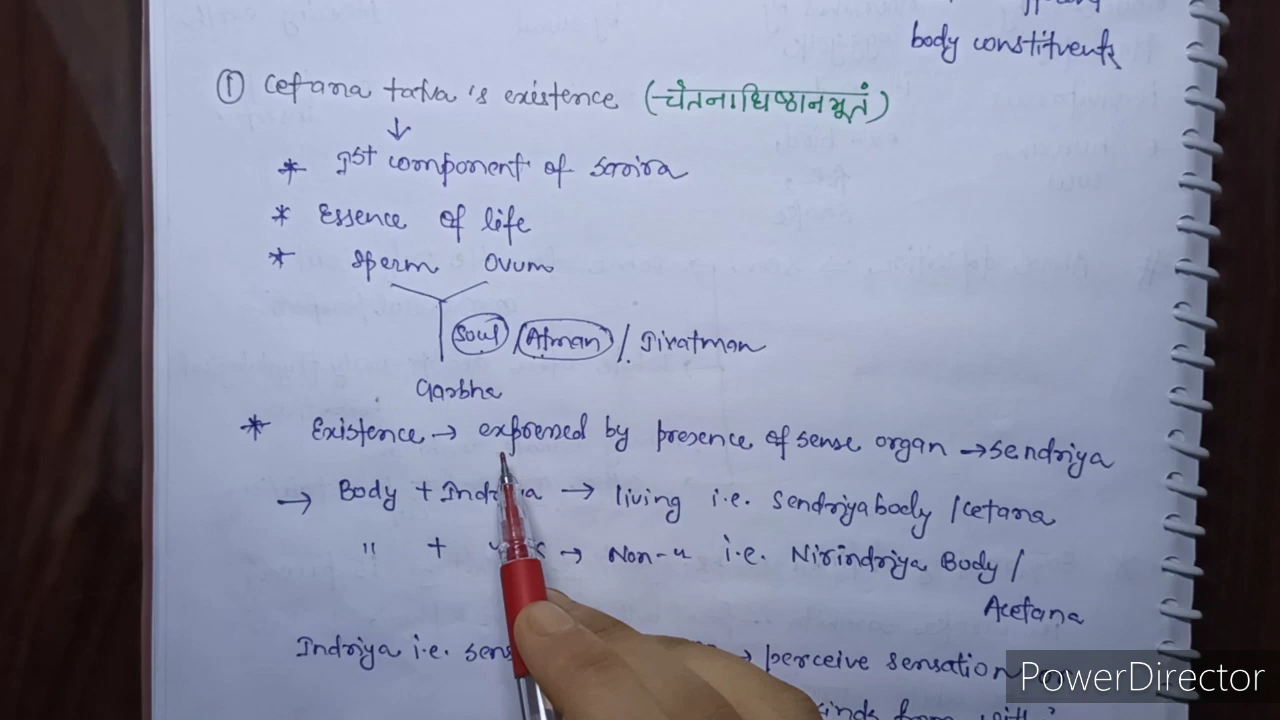 body constituents
① Cetana tatva's existence (चेतनाधिष्ठानभूतं)
↓
* Ist component of sarira
* Essence of life
* Sperm Ovum
Soul / Atman / Jivatman
Garbha
* Existence → expressed by presence of sense organ → Sendriya
→ Body + Indriya → living i.e. Sendriya body / Cetana
" + → Non-" i.e. Nirindriya Body /
Acetana
Indriya i.e. → perceive sensation
PowerDirector